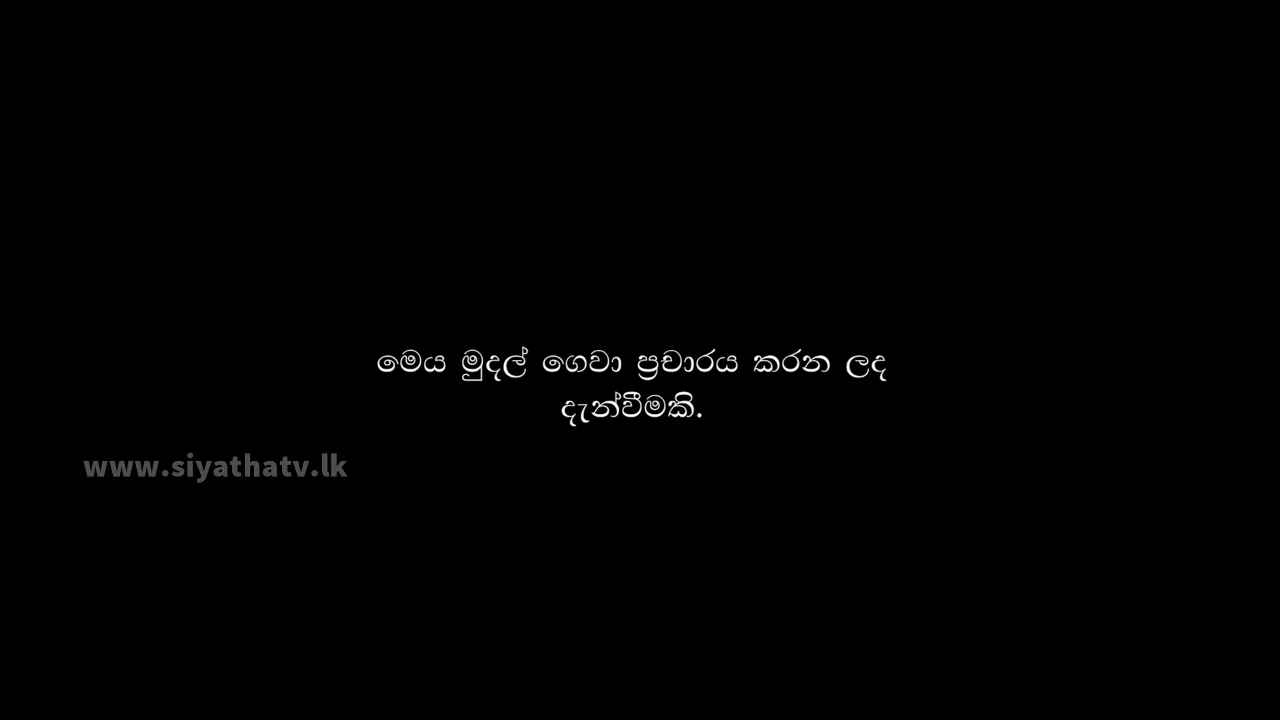 මෙය මුදල් ගෙවා ප්‍රචාරය කරන ලද
දැන්වීමකි.
www.siyathatv.lk